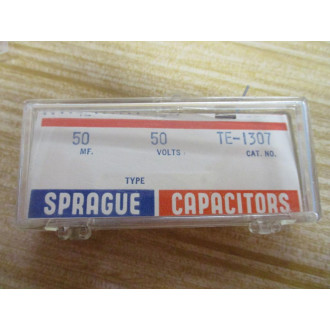 50 50 TE-1307
MF. VOLTS CAT. NO.
TYPE
SPRAGUE CAPACITORS